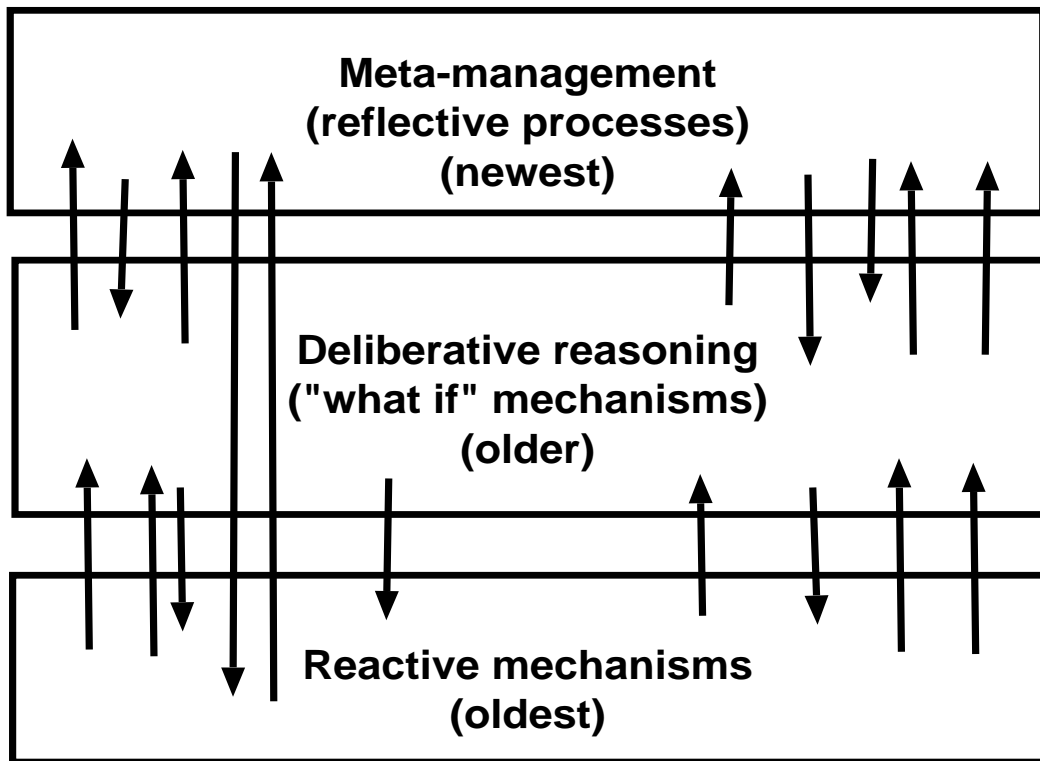 Meta-management
(reflective processes)
(newest)
Deliberative reasoning
("what if" mechanisms)
(older)
Reactive mechanisms
(oldest)